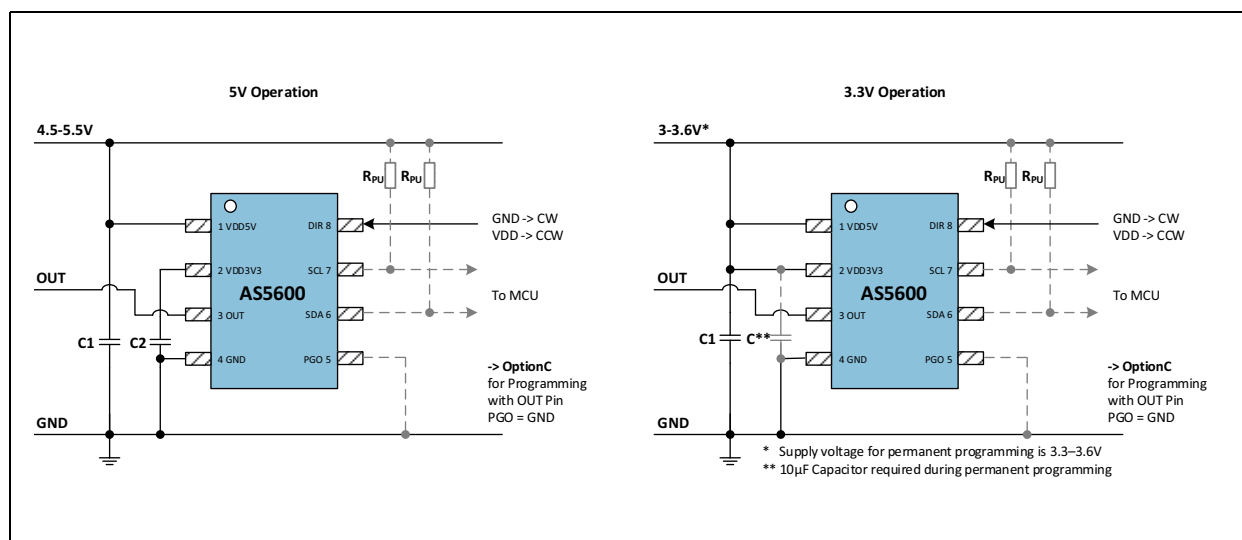 5V Operation
4.5-5.5V
RPU RPU
1 VDD5V
DIR 8
GND -> CW
VDD -> CCW
2 VDD3V3
SCL 7
OUT
AS5600
To MCU
3 OUT
SDA 6
C1
C2
4 GND
PGO 5
-> OptionC
for Programming
with OUT Pin
PGO = GND
GND
3.3V Operation
3-3.6V*
RPU RPU
1 VDD5V
DIR 8
GND -> CW
VDD -> CCW
2 VDD3V3
SCL 7
OUT
AS5600
To MCU
3 OUT
SDA 6
C1
C**
4 GND
PGO 5
-> OptionC
for Programming
with OUT Pin
PGO = GND
GND
* Supply voltage for permanent programming is 3.3–3.6V
** 10µF Capacitor required during permanent programming